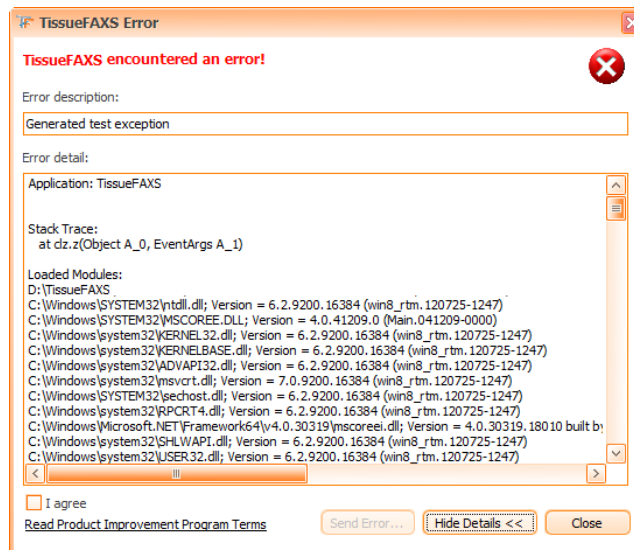 TissueFAXS Error
TissueFAXS encountered an error!
Error description:
Generated test exception
Error detail:
Application: TissueFAXS
Stack Trace:
at clz.z(Object A_0, EventArgs A_1)
Loaded Modules:
D:\TissueFAXS
C:\Windows\SYSTEM32\ntdll.dll; Version = 6.2.9200.16384 (win8_rtm.120725-1247)
C:\Windows\SYSTEM32\MSCOREE.DLL; Version = 4.0.41209.0 (Main.041209-0000)
C:\Windows\system32\KERNEL32.dll; Version = 6.2.9200.16384 (win8_rtm.120725-1247)
C:\Windows\system32\KERNELBASE.dll; Version = 6.2.9200.16384 (win8_rtm.120725-1247)
C:\Windows\system32\ADVAPI32.dll; Version = 6.2.9200.16384 (win8_rtm.120725-1247)
C:\Windows\system32\msvcrt.dll; Version = 7.0.9200.16384 (win8_rtm.120725-1247)
C:\Windows\SYSTEM32\sechost.dll; Version = 6.2.9200.16384 (win8_rtm.120725-1247)
C:\Windows\system32\RPCRT4.dll; Version = 6.2.9200.16384 (win8_rtm.120725-1247)
C:\Windows\Microsoft.NET\Framework64\v4.0.30319\mscoreei.dll; Version = 4.0.30319.18010 built by
C:\Windows\system32\SHLWAPI.dll; Version = 6.2.9200.16384 (win8_rtm.120725-1247)
C:\Windows\system32\USER32.dll; Version = 6.2.9200.16384 (win8_rtm.120725-1247)
I agree
Read Product Improvement Program Terms
Send Error... Hide Details << Close